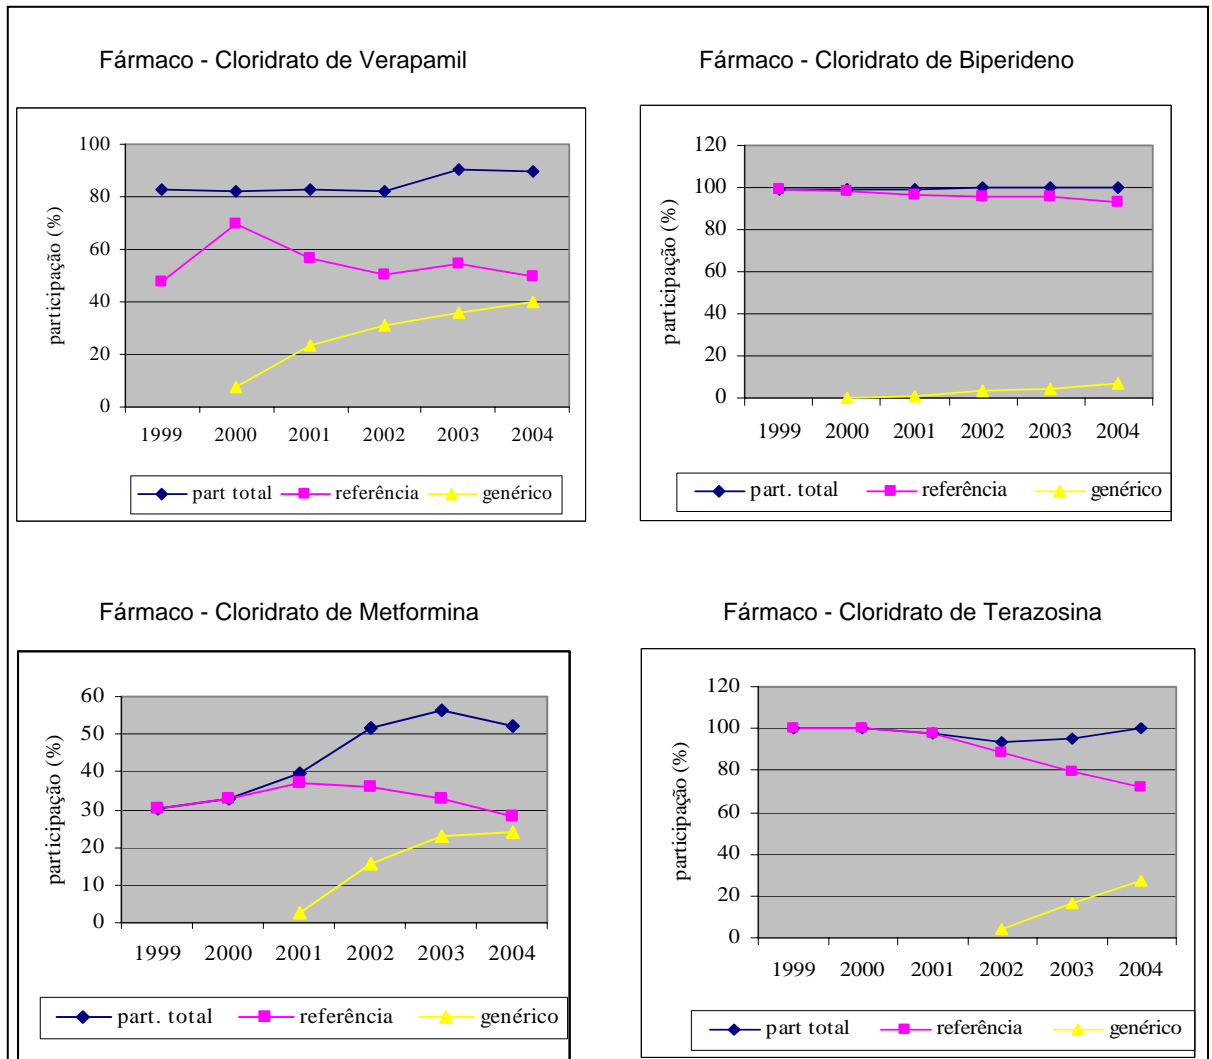 Fármaco - Cloridrato de Verapamil
participação (%)
100
80
60
40
20
0
1999 2000 2001 2002 2003 2004
part total referência genérico
Fármaco - Cloridrato de Biperideno
participação (%)
120
100
80
60
40
20
0
1999 2000 2001 2002 2003 2004
part. total referência genérico
Fármaco - Cloridrato de Metformina
participação (%)
60
50
40
30
20
10
0
1999 2000 2001 2002 2003 2004
part. total referência genérico
Fármaco - Cloridrato de Terazosina
participação (%)
120
100
80
60
40
20
0
1999 2000 2001 2002 2003 2004
part. total referência genérico